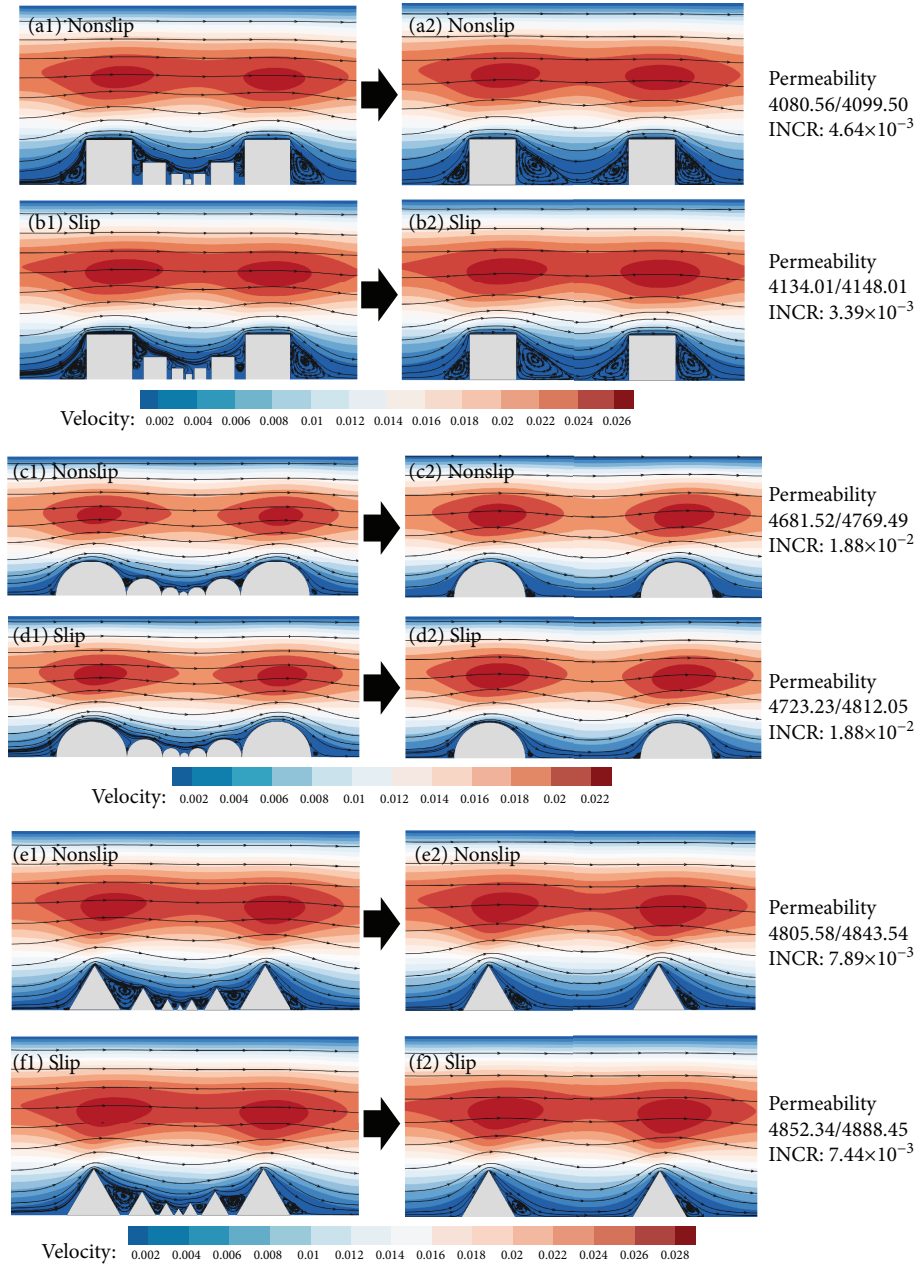 (a1) Nonslip
(a2) Nonslip
Permeability
4080.56/4099.50
INCR: 4.64×10⁻³
(b1) Slip
(b2) Slip
Permeability
4134.01/4148.01
INCR: 3.39×10⁻³
Velocity:
0.002 0.004 0.006 0.008 0.01 0.012 0.014 0.016 0.018 0.02 0.022 0.024 0.026
(c1) Nonslip
(c2) Nonslip
Permeability
4681.52/4769.49
INCR: 1.88×10⁻²
(d1) Slip
(d2) Slip
Permeability
4723.23/4812.05
INCR: 1.88×10⁻²
Velocity:
0.002 0.004 0.006 0.008 0.01 0.012 0.014 0.016 0.018 0.02 0.022
(e1) Nonslip
(e2) Nonslip
Permeability
4805.58/4843.54
INCR: 7.89×10⁻³
(f1) Slip
(f2) Slip
Permeability
4852.34/4888.45
INCR: 7.44×10⁻³
Velocity:
0.002 0.004 0.006 0.008 0.01 0.012 0.014 0.016 0.018 0.02 0.022 0.024 0.026 0.028